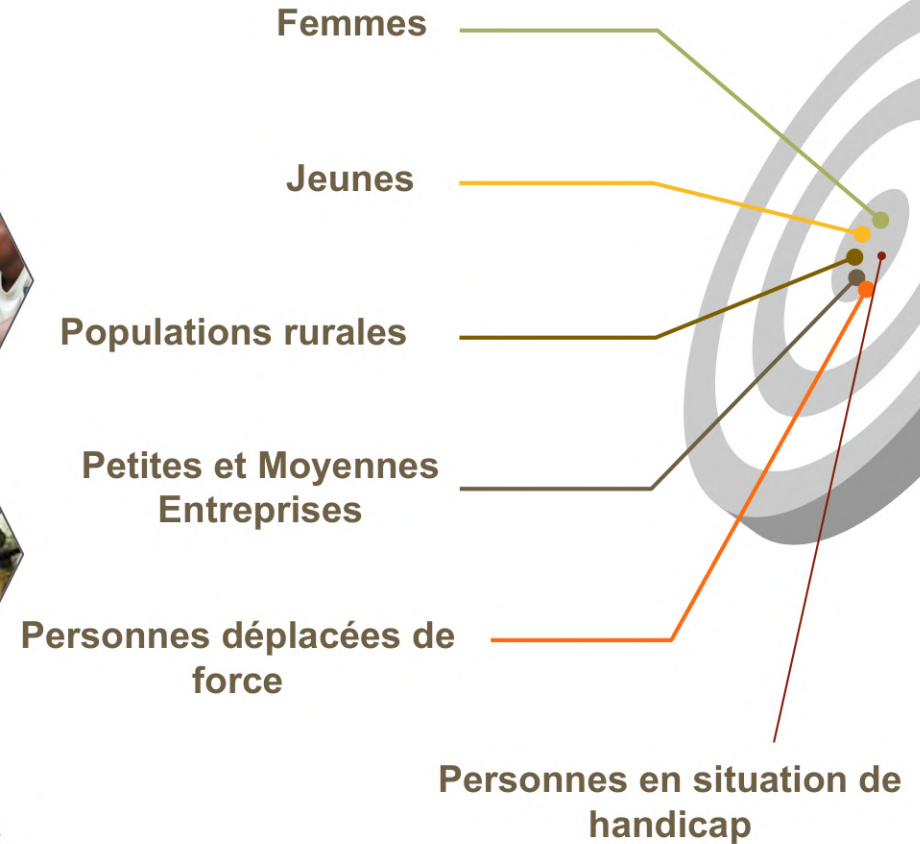 Femmes
Jeunes
Populations rurales
Petites et Moyennes
Entreprises
Personnes déplacées de
force
Personnes en situation de
handicap